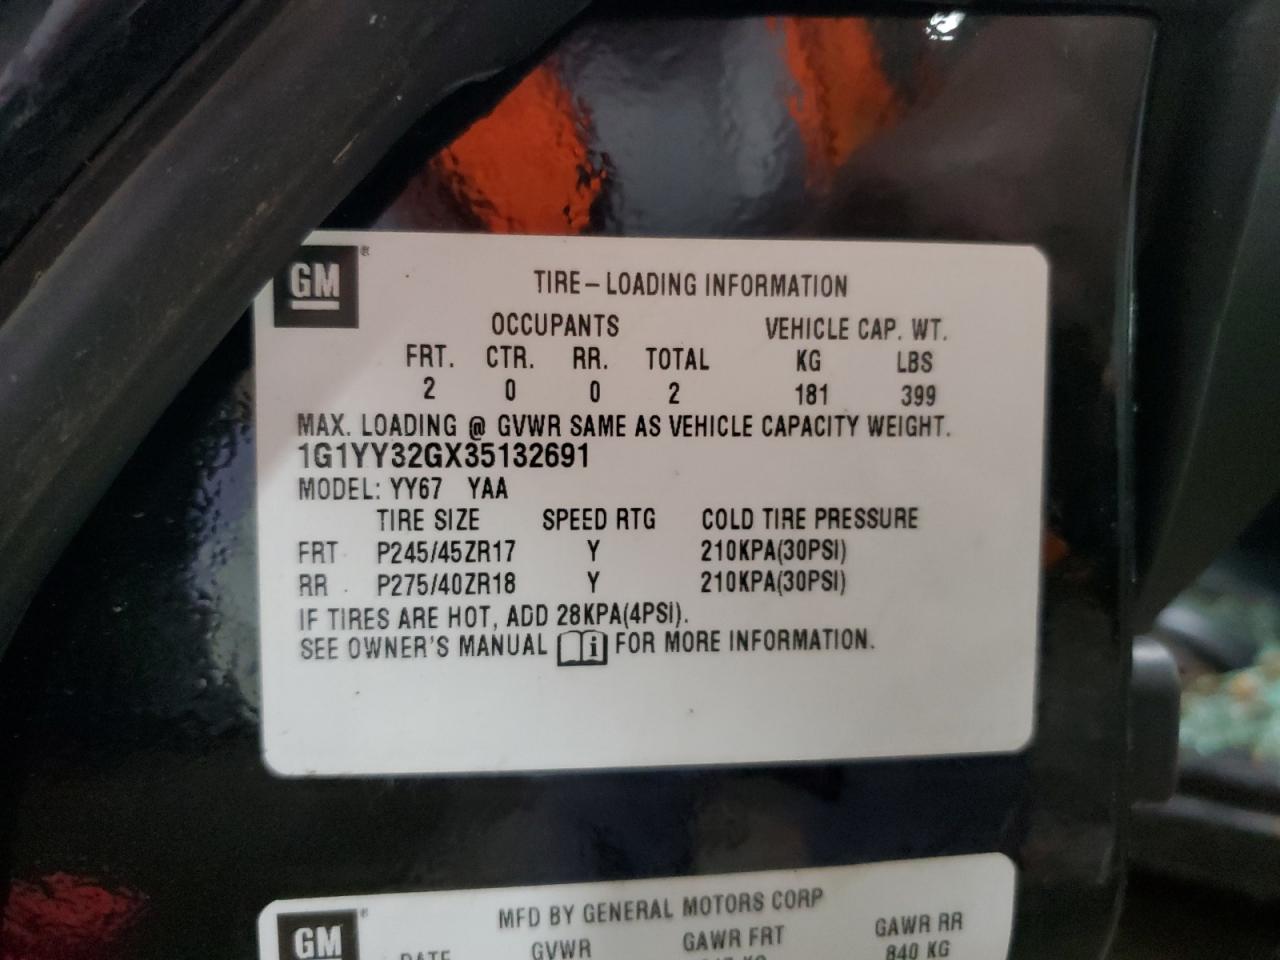 GM ®
TIRE-LOADING INFORMATION
OCCUPANTS VEHICLE CAP. WT.
FRT. CTR. RR. TOTAL KG LBS
2 0 0 2 181 399
MAX. LOADING @ GVWR SAME AS VEHICLE CAPACITY WEIGHT.
1G1YY32GX35132691
MODEL: YY67 YAA
TIRE SIZE SPEED RTG COLD TIRE PRESSURE
FRT P245/45ZR17 Y 210KPA(30PSI)
RR P275/40ZR18 Y 210KPA(30PSI)
IF TIRES ARE HOT, ADD 28KPA(4PSI).
SEE OWNER'S MANUAL i FOR MORE INFORMATION.
GM ®
MFD BY GENERAL MOTORS CORP
DATE GVWR GAWR FRT GAWR RR
KG 840 KG